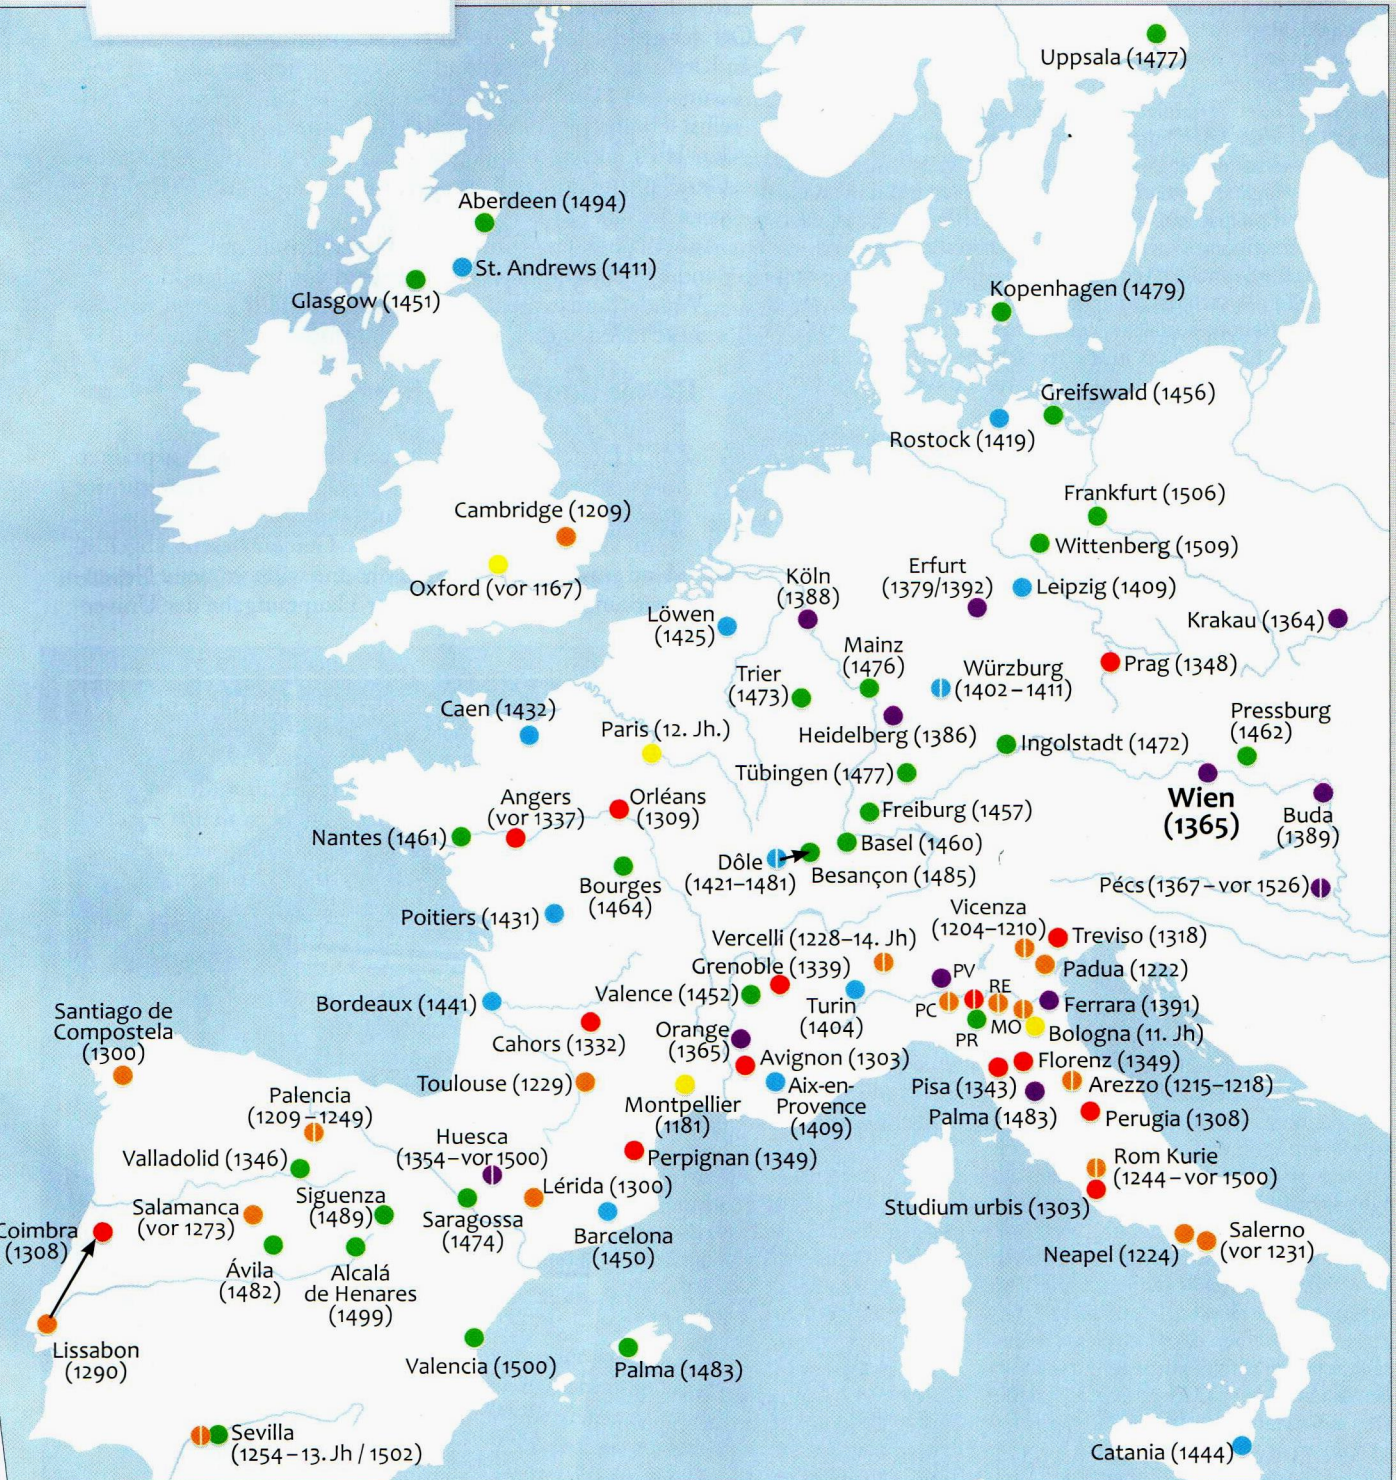 Uppsala (1477)
Aberdeen (1494)
St. Andrews (1411)
Glasgow (1451)
Kopenhagen (1479)
Greifswald (1456)
Rostock (1419)
Frankfurt (1506)
Cambridge (1209)
Wittenberg (1509)
Oxford (vor 1167)
Köln
(1388)
Erfurt
(1379/1392)
Leipzig (1409)
Löwen
(1425)
Krakau (1364)
Mainz
(1476)
Prag (1348)
Trier
(1473)
Würzburg
(1402–1411)
Caen (1432)
Paris (12. Jh.)
Heidelberg (1386)
Pressburg
(1462)
Ingolstadt (1472)
Tübingen (1477)
Wien
(1365)
Angers
(vor 1337)
Orléans
(1309)
Freiburg (1457)
Buda
(1389)
Nantes (1461)
Basel (1460)
Dôle
(1421–1481)
Besançon (1485)
Bourges
(1464)
Pécs (1367–vor 1526)
Poitiers (1431)
Vicenza
(1204–1210)
Treviso (1318)
Vercelli (1228–14. Jh)
Grenoble (1339)
Padua (1222)
PV
Valence (1452)
RE
Bordeaux (1441)
Turin
(1404)
PC
Ferrara (1391)
MO
PR
Bologna (11. Jh)
Santiago de
Compostela
(1300)
Cahors (1332)
Orange
(1365)
Avignon (1303)
Florenz (1349)
Toulouse (1229)
Aix-en-
Provence
(1409)
Pisa (1343)
Arezzo (1215–1218)
Palencia
(1209–1249)
Montpellier
(1181)
Palma (1483)
Perugia (1308)
Huesca
(1354–vor 1500)
Valladolid (1346)
Perpignan (1349)
Rom Kurie
(1244–vor 1500)
Siguenza
(1489)
Lérida (1300)
Salamanca
(vor 1273)
Studium urbis (1303)
Coimbra
(1308)
Saragossa
(1474)
Barcelona
(1450)
Salerno
(vor 1231)
Neapel (1224)
Ávila
(1482)
Alcalá
de Henares
(1499)
Lissabon
(1290)
Valencia (1500)
Palma (1483)
Sevilla
(1254–13. Jh / 1502)
Catania (1444)